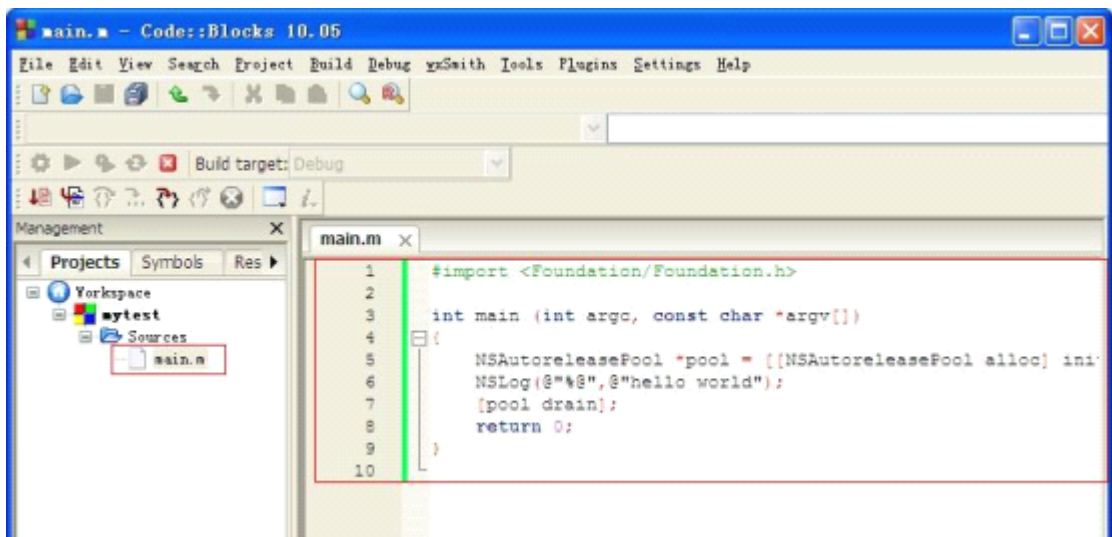 main.m - Code::Blocks 10.05
File Edit View Search Project Build Debug wxSmith Tools Plugins Settings Help
Build target: Debug
Management
Projects Symbols Res
main.m
Workspace
mytest
Sources
main.m
1 #import <Foundation/Foundation.h>
2
3 int main (int argc, const char *argv[])
4 {
5 NSAutoreleasePool *pool = [[NSAutoreleasePool alloc] ini
6 NSLog(@"%@",@"hello world");
7 [pool drain];
8 return 0;
9 }
10